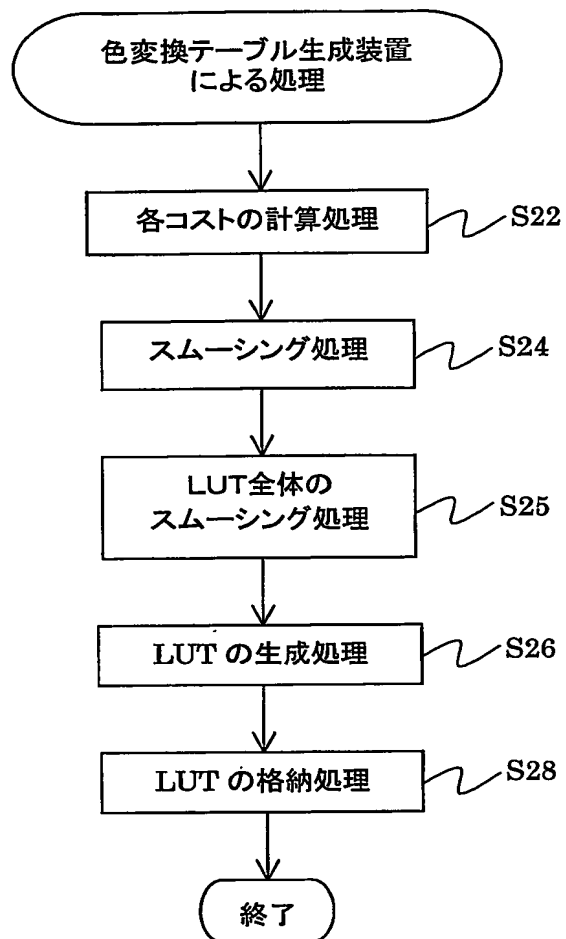 色変換テーブル生成装置
による処理
各コストの計算処理
S22
スムーシング処理
S24
LUT全体の
スムーシング処理
S25
LUT の生成処理
S26
LUT の格納処理
S28
終了